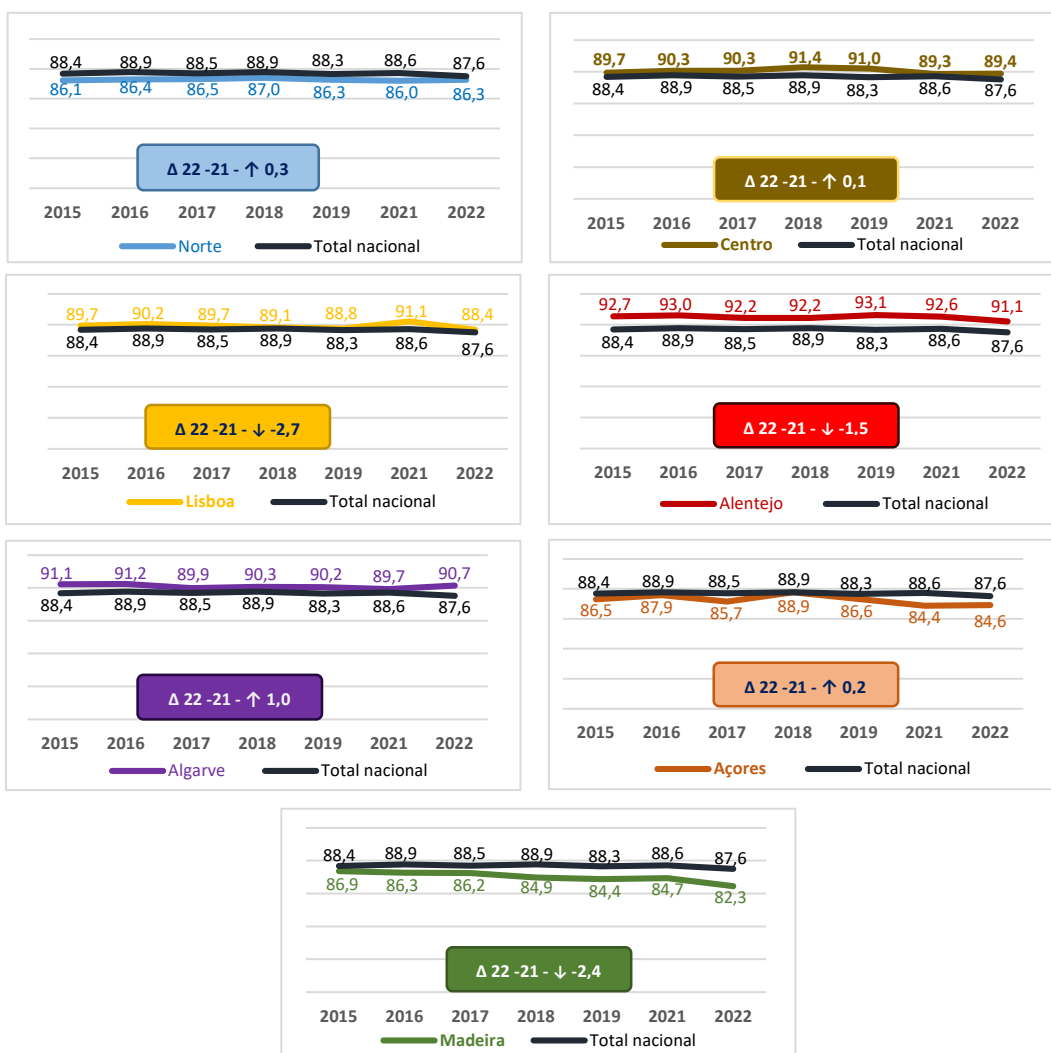 88,4 88,9 88,5 88,9 88,3 88,6 87,6
86,1 86,4 86,5 87,0 86,3 86,0 86,3
Δ 22 -21 - ↑ 0,3
2015 2016 2017 2018 2019 2021 2022
Norte Total nacional
89,7 90,3 90,3 91,4 91,0 89,3 89,4
88,4 88,9 88,5 88,9 88,3 88,6 87,6
Δ 22 -21 - ↑ 0,1
2015 2016 2017 2018 2019 2021 2022
Centro Total nacional
89,7 90,2 89,7 89,1 88,8 91,1 88,4
88,4 88,9 88,5 88,9 88,3 88,6 87,6
Δ 22 -21 - ↓ -2,7
2015 2016 2017 2018 2019 2021 2022
Lisboa Total nacional
92,7 93,0 92,2 92,2 93,1 92,6 91,1
88,4 88,9 88,5 88,9 88,3 88,6 87,6
Δ 22 -21 - ↓ -1,5
2015 2016 2017 2018 2019 2021 2022
Alentejo Total nacional
91,1 91,2 89,9 90,3 90,2 89,7 90,7
88,4 88,9 88,5 88,9 88,3 88,6 87,6
Δ 22 -21 - ↑ 1,0
2015 2016 2017 2018 2019 2021 2022
Algarve Total nacional
88,4 88,9 88,5 88,9 88,3 88,6 87,6
86,5 87,9 85,7 88,9 86,6 84,4 84,6
Δ 22 -21 - ↑ 0,2
2015 2016 2017 2018 2019 2021 2022
Açores Total nacional
88,4 88,9 88,5 88,9 88,3 88,6 87,6
86,9 86,3 86,2 84,9 84,4 84,7 82,3
Δ 22 -21 - ↓ -2,4
2015 2016 2017 2018 2019 2021 2022
Madeira Total nacional